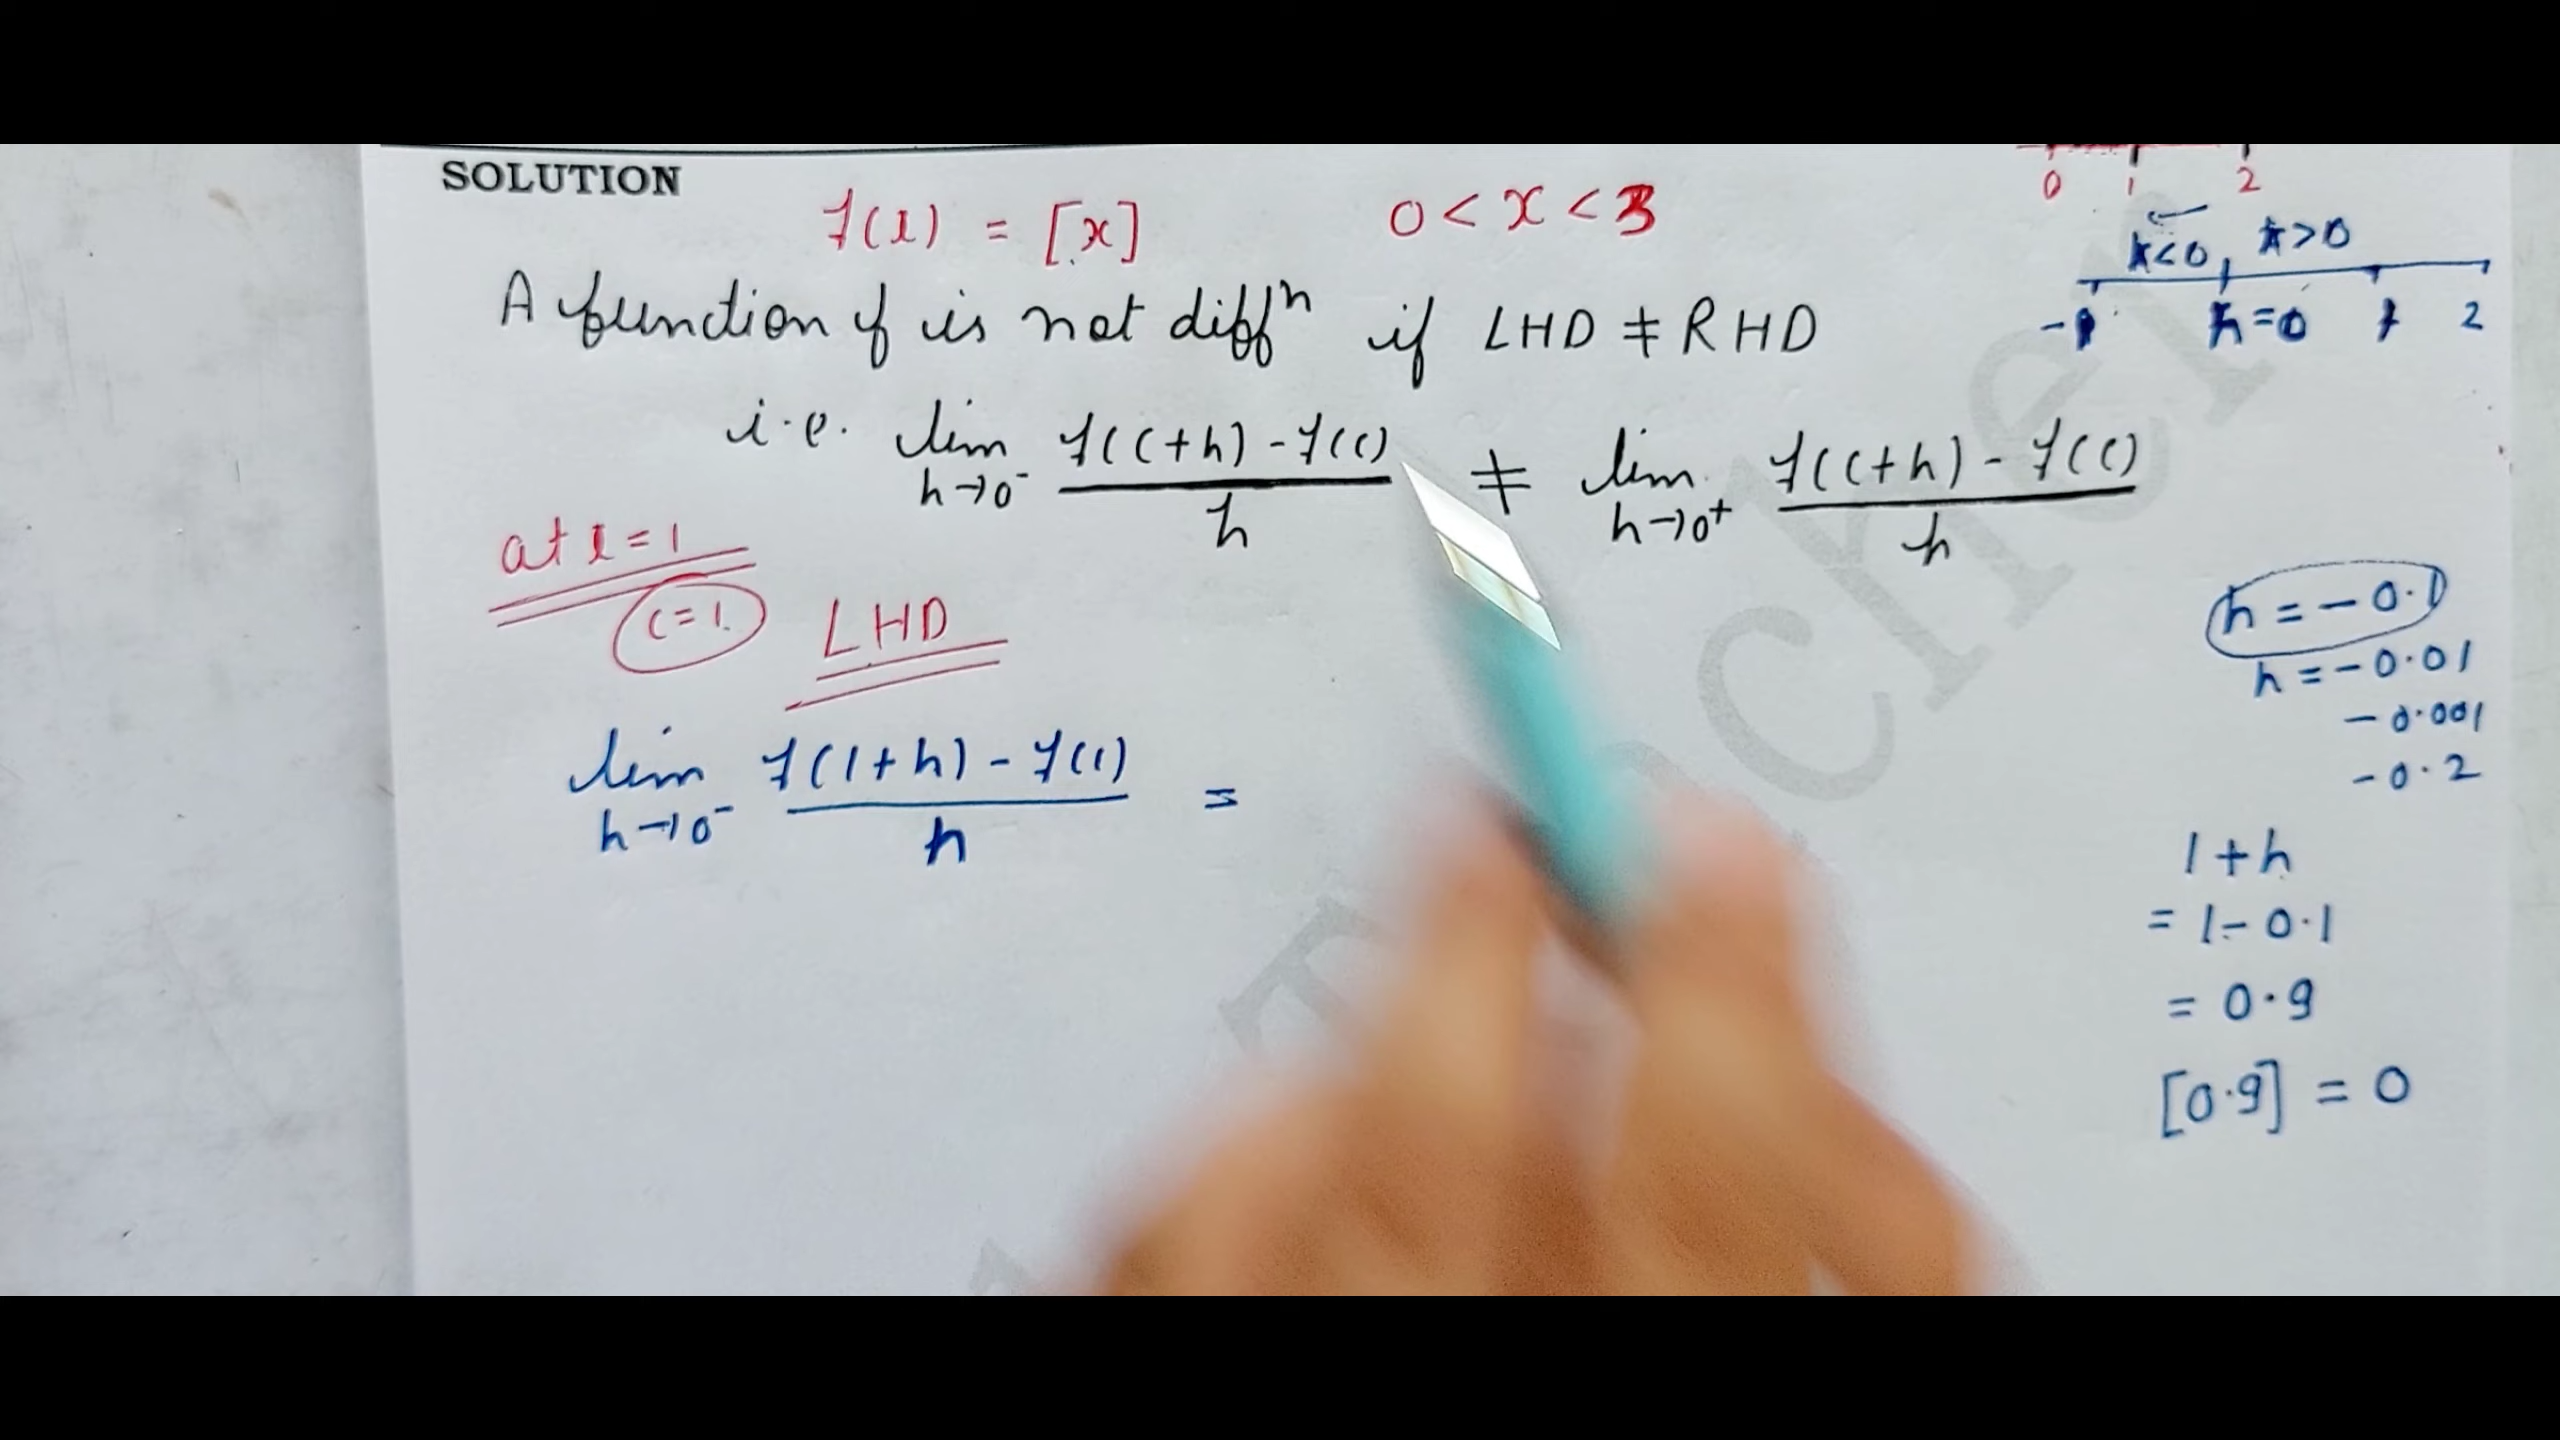 SOLUTION
f(x) = [x] 0 < x < 3
0 1 2
h<0, h>0
-1 h=0 1 2
A function f is not diffⁿ if LHD ≠ RHD
i.e. lim h→0⁻ f(c+h) - f(c) / h ≠ lim h→0⁺ f(c+h) - f(c) / h
at x = 1
c=1 LHD
lim h→0⁻ f(1+h) - f(1) / h =
h = -0.1
h = -0.01
-0.001
-0.2
1+h
= 1-0.1
= 0.9
[0.9] = 0